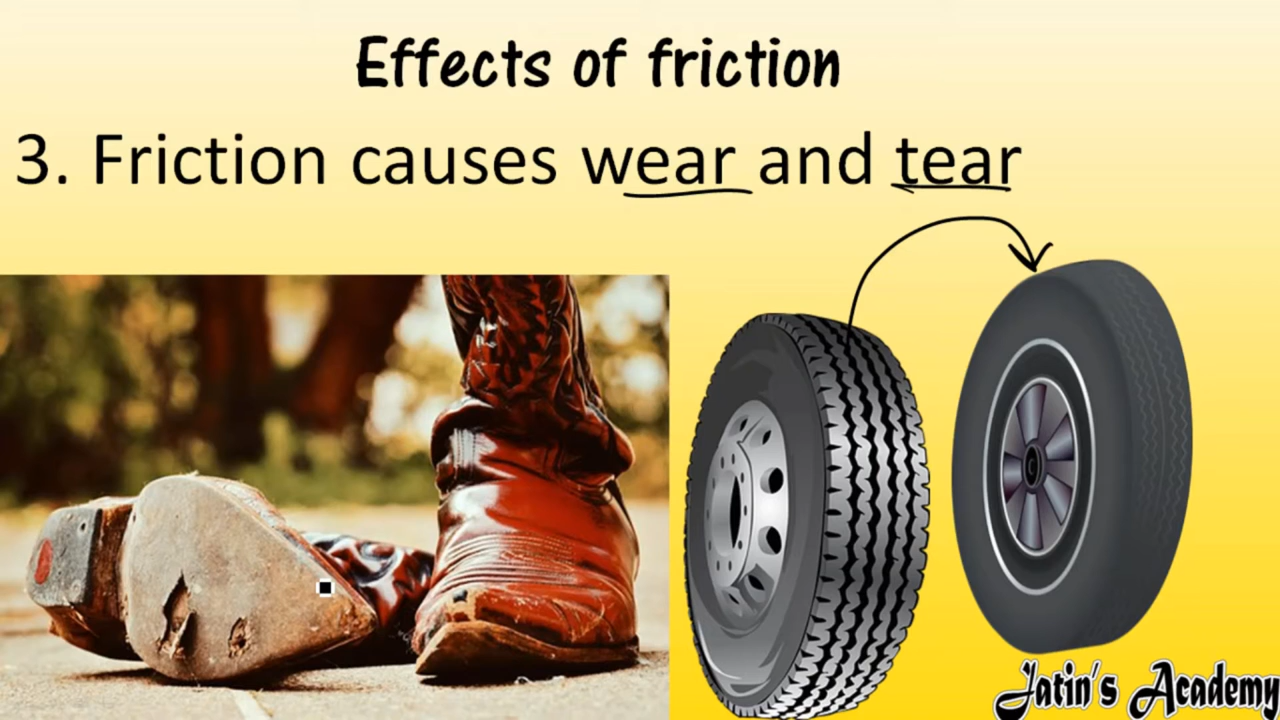 Effects of friction
3. Friction causes wear and tear
Jatin's Academy